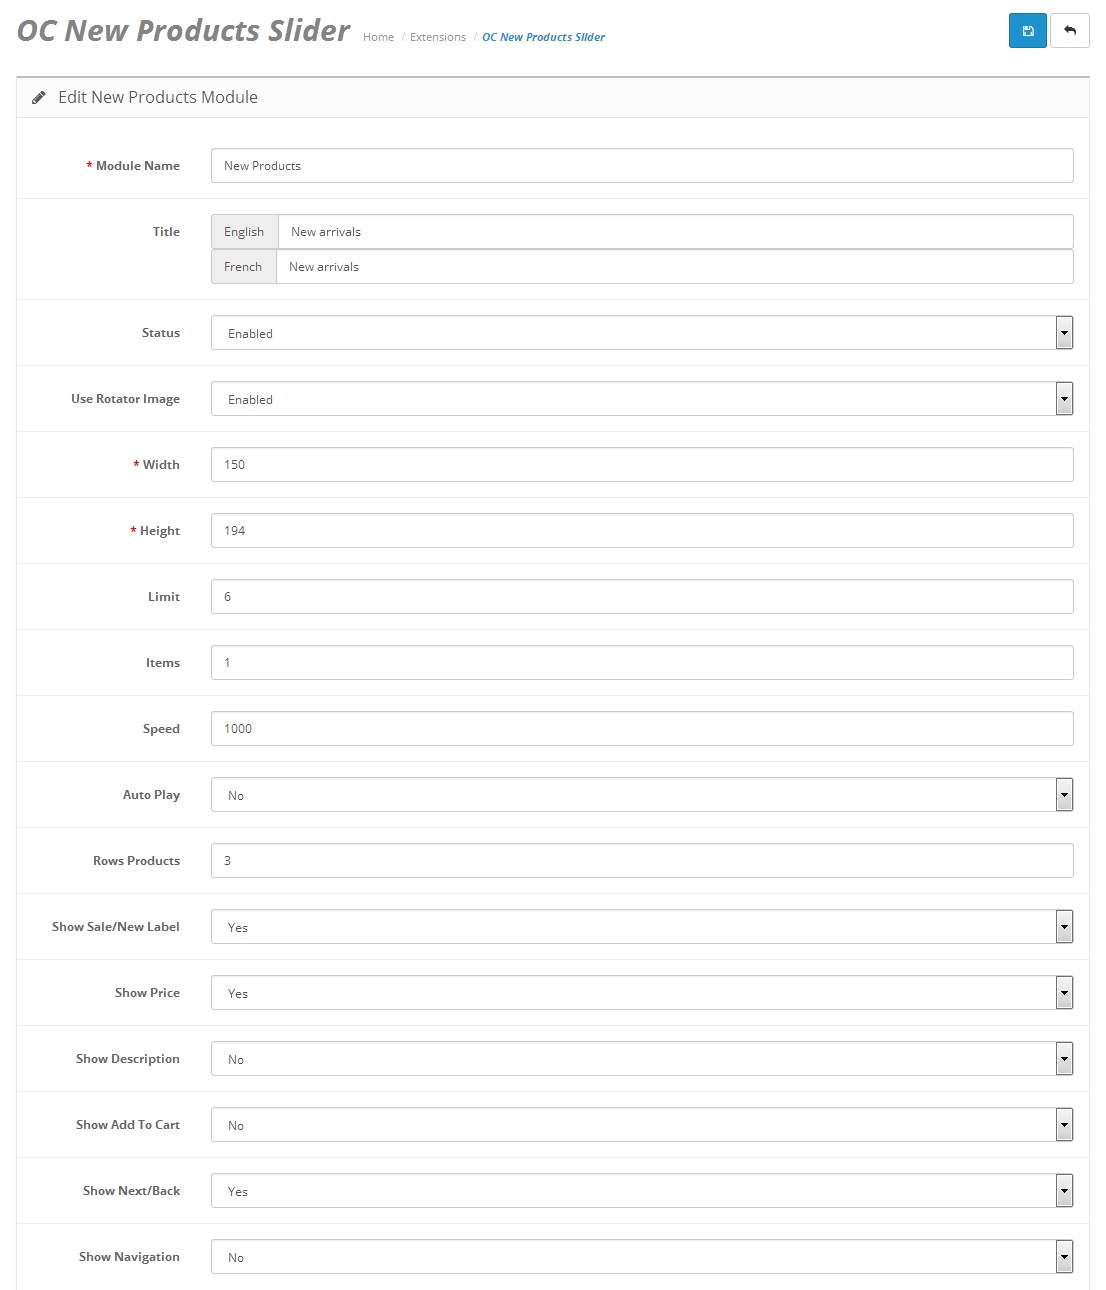 OC New Products Slider Home / Extensions / OC New Products Slider
Edit New Products Module
* Module Name New Products
Title English New arrivals
French New arrivals
Status Enabled
Use Rotator Image Enabled
* Width 150
* Height 194
Limit 6
Items 1
Speed 1000
Auto Play No
Rows Products 3
Show Sale/New Label Yes
Show Price Yes
Show Description No
Show Add To Cart No
Show Next/Back Yes
Show Navigation No